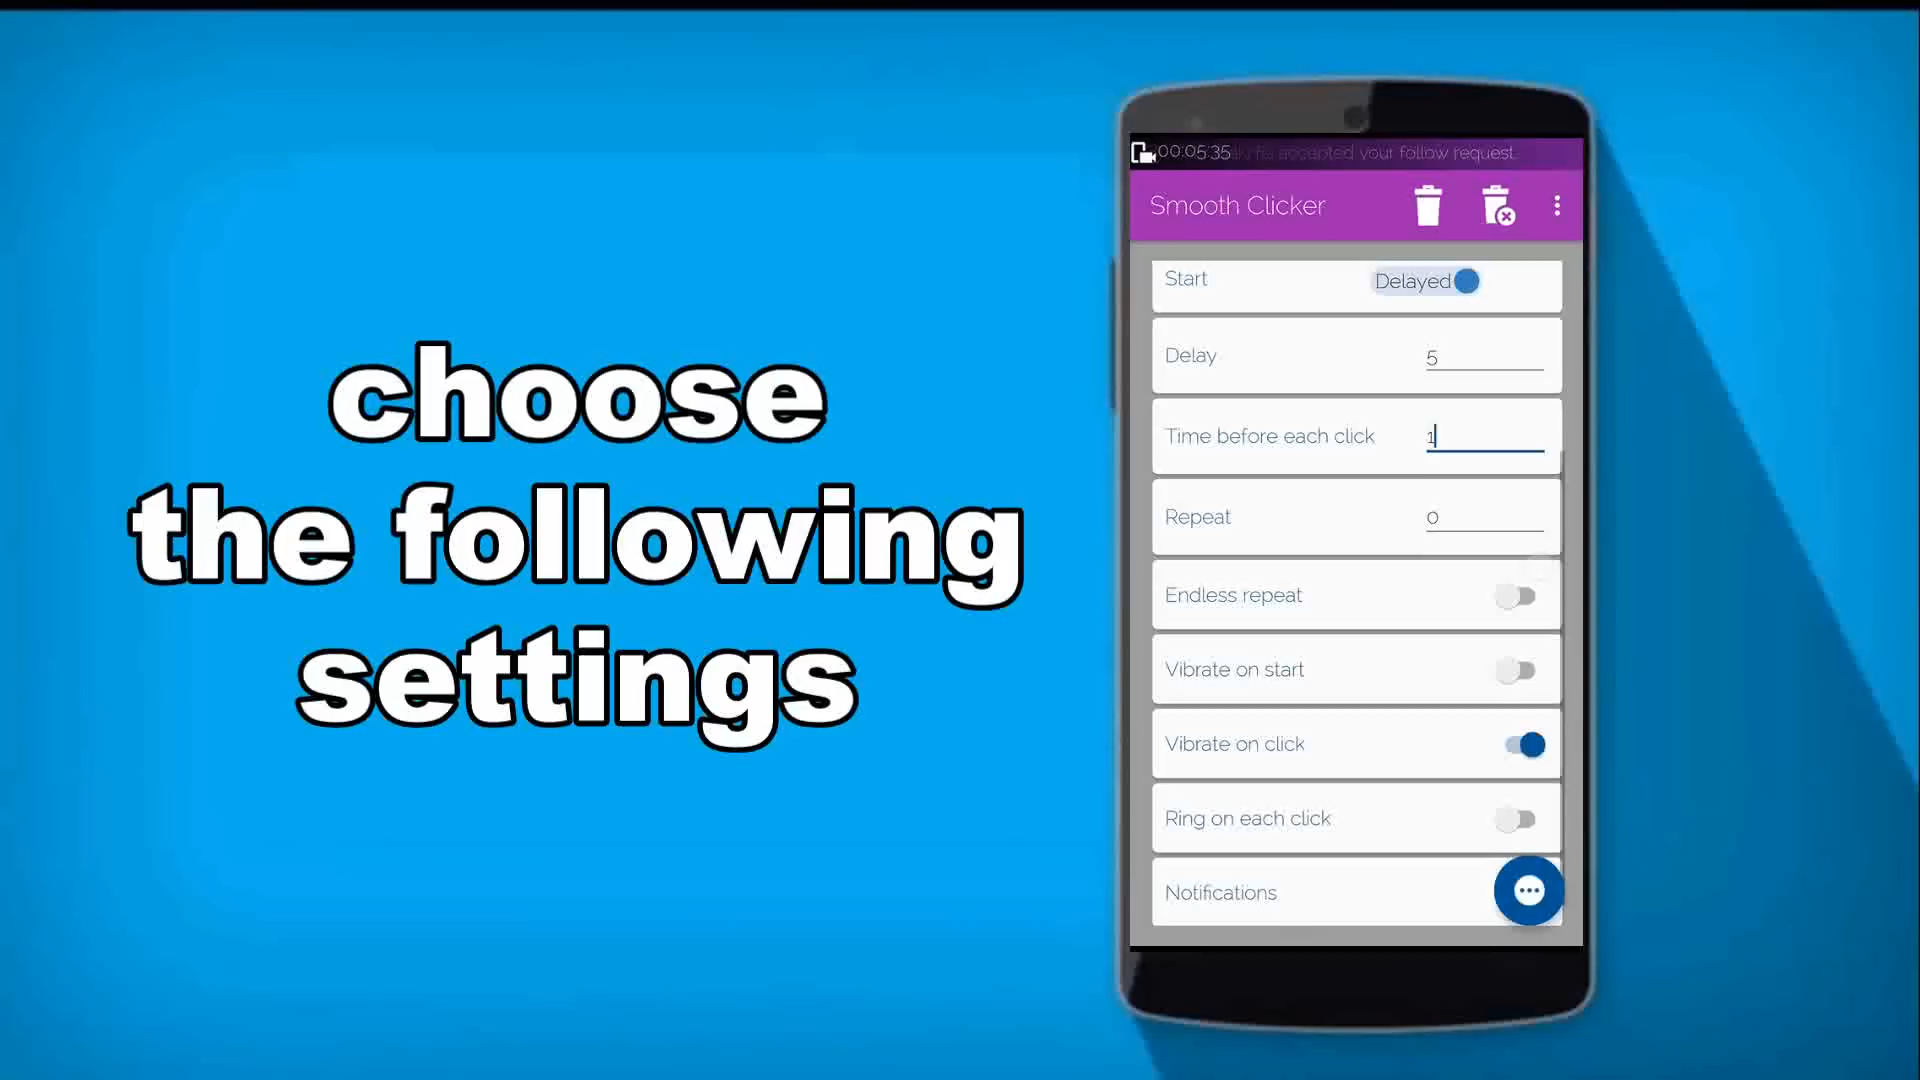 choose
the following
settings
00:05:35 accepted your follow request.
Smooth Clicker
Start Delayed
Delay 5
Time before each click 1
Repeat 0
Endless repeat
Vibrate on start
Vibrate on click
Ring on each click
Notifications